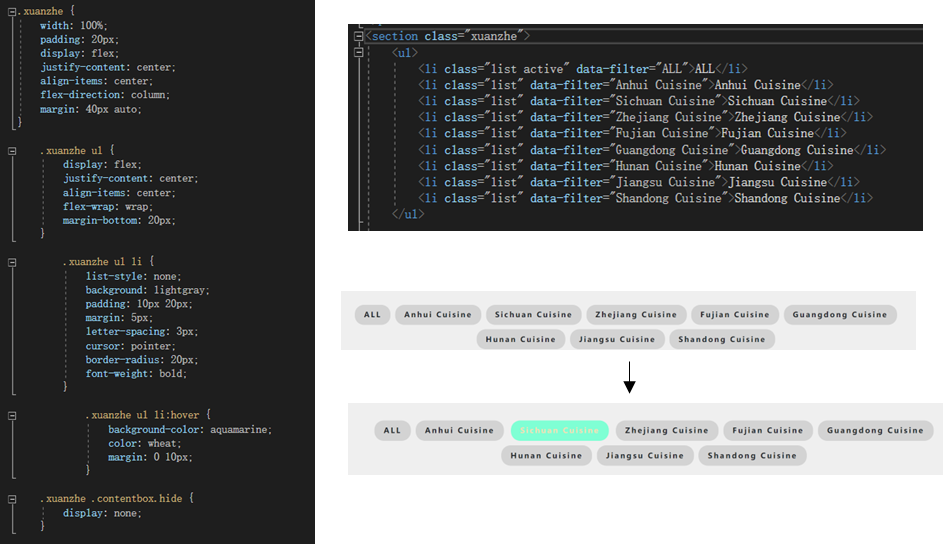 .xuanzhe {
width: 100%;
padding: 20px;
display: flex;
justify-content: center;
align-items: center;
flex-direction: column;
margin: 40px auto;
}
.xuanzhe ul {
display: flex;
justify-content: center;
align-items: center;
flex-wrap: wrap;
margin-bottom: 20px;
}
.xuanzhe ul li {
list-style: none;
background: lightgray;
padding: 10px 20px;
margin: 5px;
letter-spacing: 3px;
cursor: pointer;
border-radius: 20px;
font-weight: bold;
}
.xuanzhe ul li:hover {
background-color: aquamarine;
color: wheat;
margin: 0 10px;
}
.xuanzhe .contentbox.hide {
display: none;
}
<section class="xuanzhe">
<ul>
<li class="list active" data-filter="ALL">ALL</li>
<li class="list" data-filter="Anhui Cuisine">Anhui Cuisine</li>
<li class="list" data-filter="Sichuan Cuisine">Sichuan Cuisine</li>
<li class="list" data-filter="Zhejiang Cuisine">Zhejiang Cuisine</li>
<li class="list" data-filter="Fujian Cuisine">Fujian Cuisine</li>
<li class="list" data-filter="Guangdong Cuisine">Guangdong Cuisine</li>
<li class="list" data-filter="Hunan Cuisine">Hunan Cuisine</li>
<li class="list" data-filter="Jiangsu Cuisine">Jiangsu Cuisine</li>
<li class="list" data-filter="Shandong Cuisine">Shandong Cuisine</li>
</ul>
ALL Anhui Cuisine Sichuan Cuisine Zhejiang Cuisine Fujian Cuisine Guangdong Cuisine
Hunan Cuisine Jiangsu Cuisine Shandong Cuisine
ALL Anhui Cuisine Sichuan Cuisine Zhejiang Cuisine Fujian Cuisine Guangdong Cuisine
Hunan Cuisine Jiangsu Cuisine Shandong Cuisine